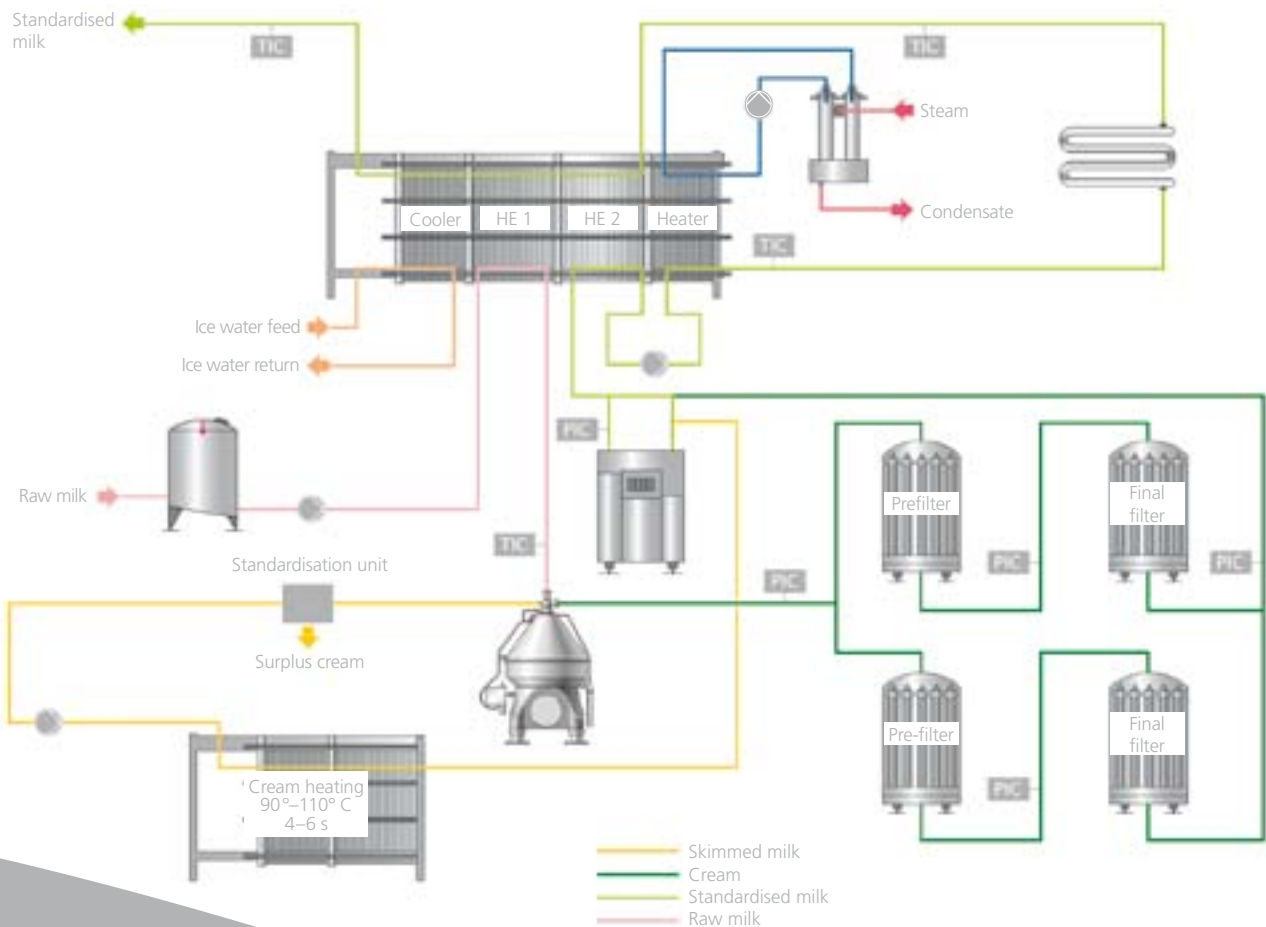 Standardised
milk
TIC
TIC
Steam
Condensate
Cooler
HE 1
HE 2
Heater
TIC
Ice water feed
Ice water return
PIC
Raw milk
Prefilter
Final
filter
TIC
PIC
PIC
Standardisation unit
PIC
Surplus cream
Pre-filter
Final
filter
PIC
Cream heating
90°–110° C
4–6 s
Skimmed milk
Cream
Standardised milk
Raw milk